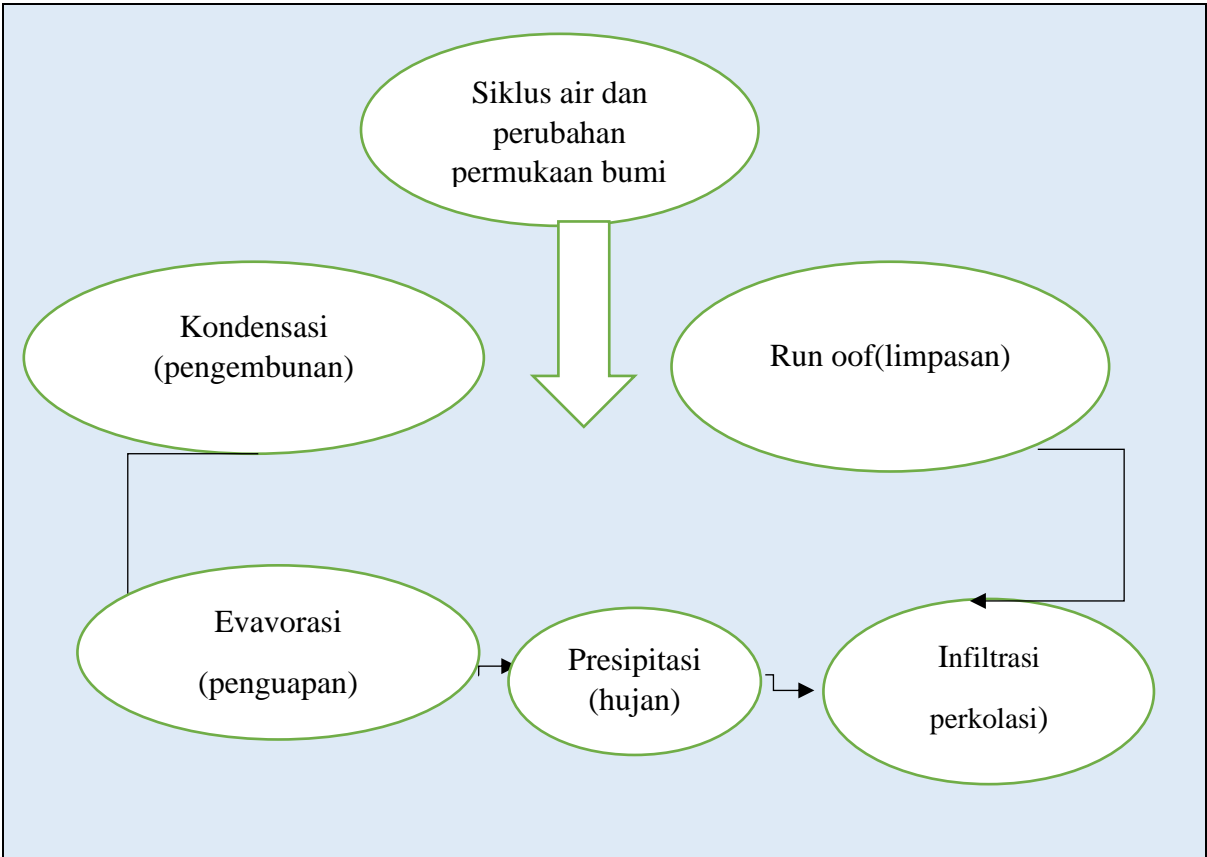 Siklus air dan
perubahan
permukaan bumi
Kondensasi
(pengembunan)
Run oof(limpasan)
Evavorasi
(penguapan)
Presipitasi
(hujan)
Infiltrasi
perkolasi)